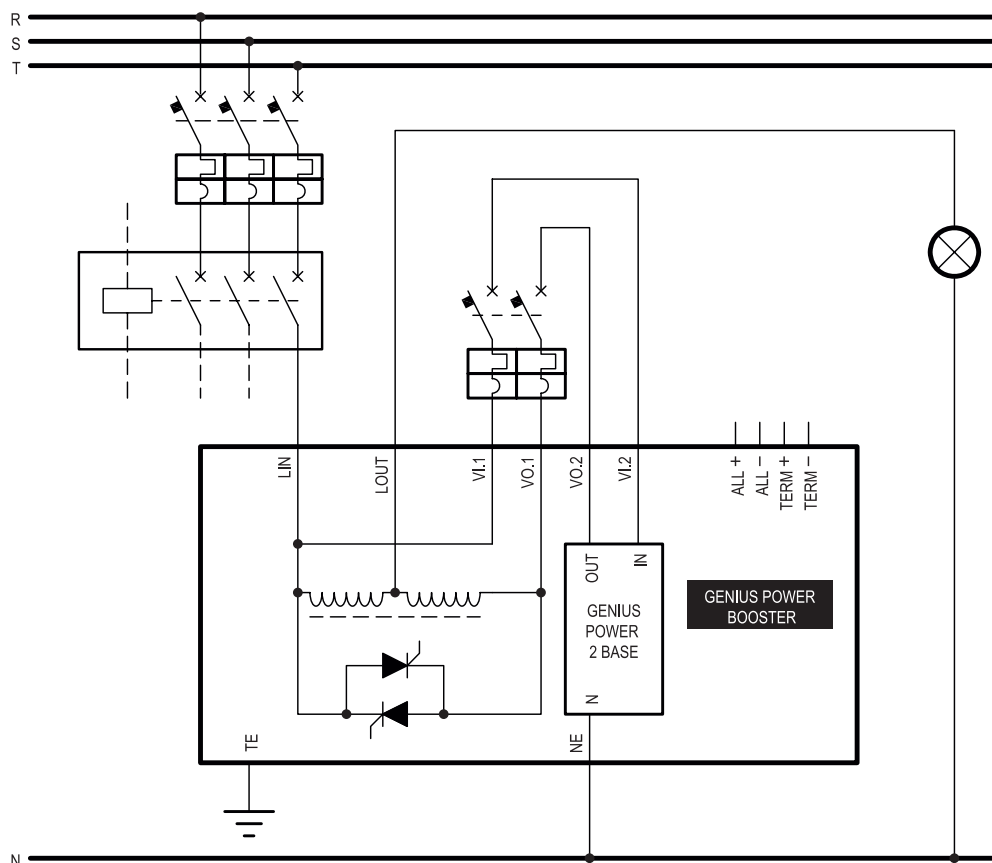 R
S
T
LIN
LOUT
VI.1
VO.1
VO.2
VI.2
ALL +
ALL −
TERM +
TERM −
OUT
IN
GENIUS
POWER
2 BASE
N
GENIUS POWER
BOOSTER
TE
NE
N